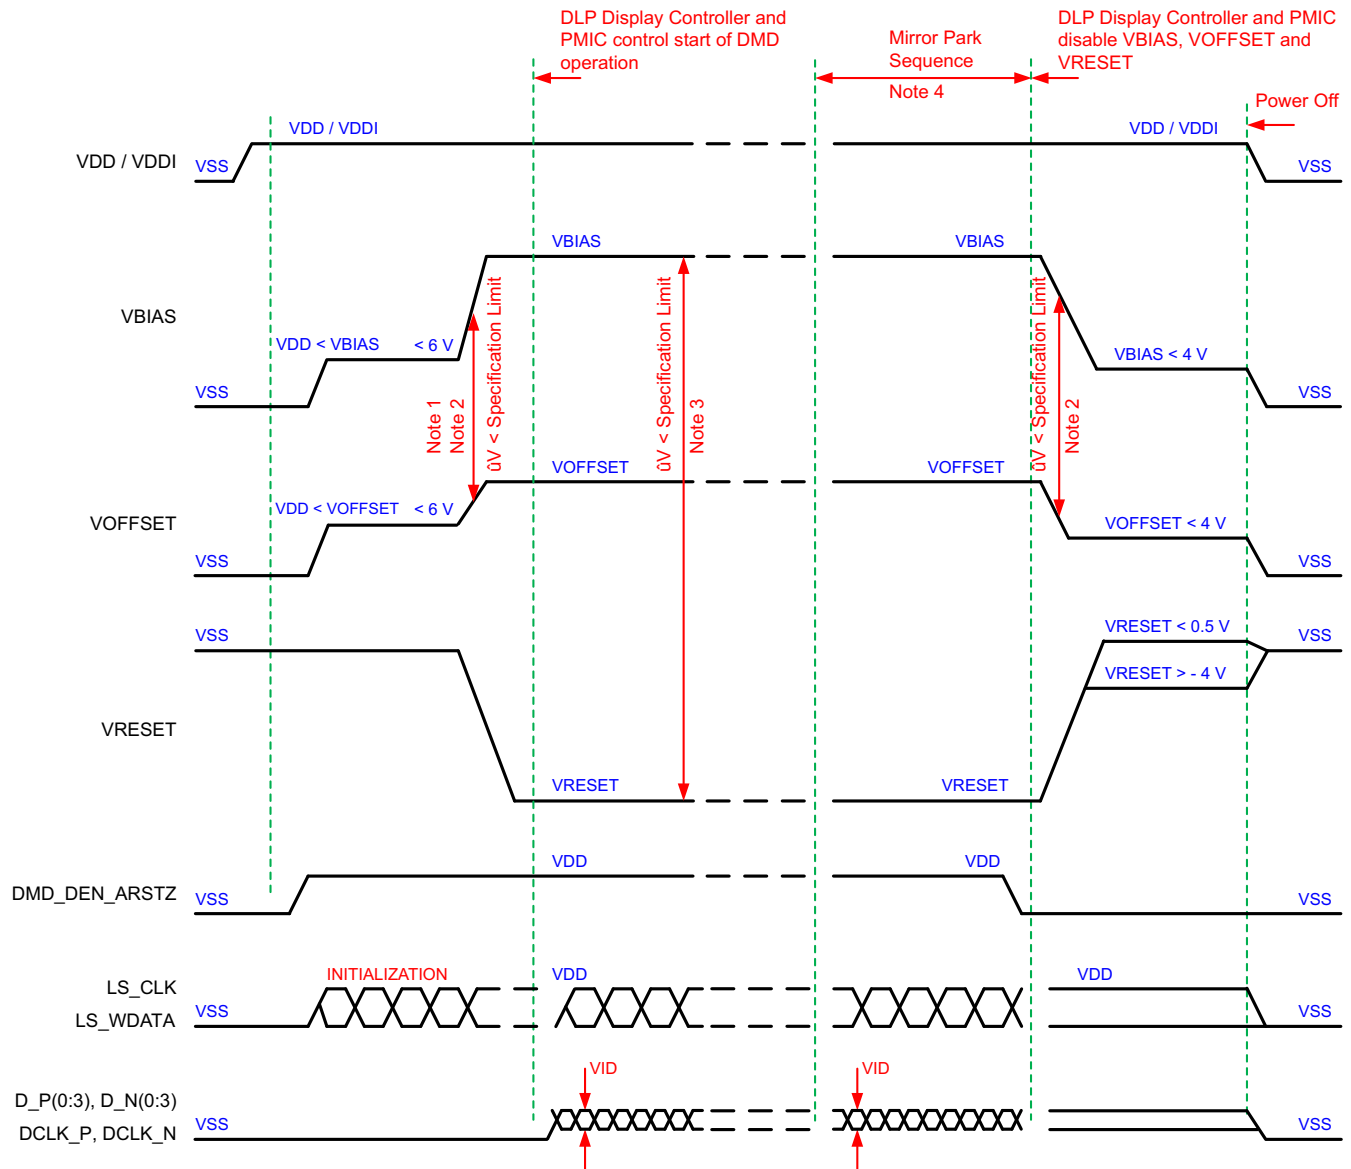 DLP Display Controller and
PMIC control start of DMD
operation
Mirror Park
Sequence
Note 4
DLP Display Controller and PMIC
disable VBIAS, VOFFSET and
VRESET
Power Off
VDD / VDDI
VSS
VDD / VDDI
VDD / VDDI
VSS
VBIAS
VSS
VDD < VBIAS
< 6 V
VBIAS
VBIAS
VBIAS < 4 V
VSS
Note 1
Note 2
ûV < Specification Limit
ûV < Specification Limit
Note 3
ûV < Specification Limit
Note 2
VOFFSET
VSS
VDD < VOFFSET
< 6 V
VOFFSET
VOFFSET
VOFFSET < 4 V
VSS
VRESET
VSS
VRESET
VRESET
VRESET < 0.5 V
VRESET > - 4 V
VSS
DMD_DEN_ARSTZ
VSS
VDD
VDD
VSS
LS_CLK
LS_WDATA
VSS
INITIALIZATION
VDD
VDD
VSS
D_P(0:3), D_N(0:3)
DCLK_P, DCLK_N
VSS
VID
VID
VSS